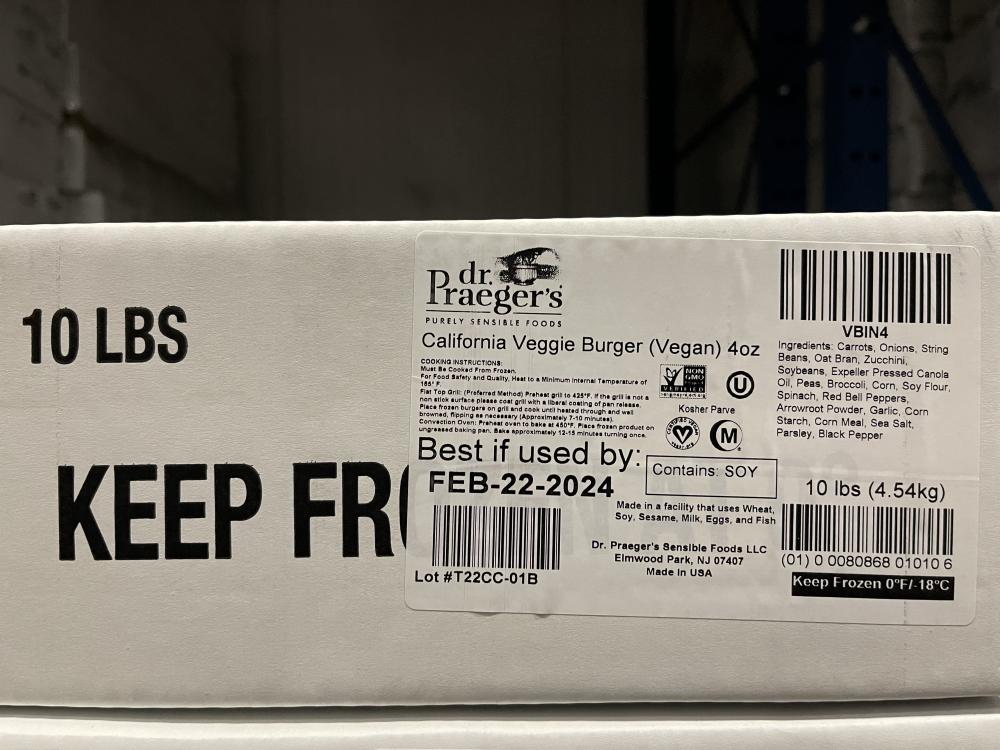 10 LBS
KEEP FR
dr.
Praeger's
PURELY SENSIBLE FOODS
California Veggie Burger (Vegan) 4oz
COOKING INSTRUCTIONS:
Must Be Cooked From Frozen.
For Food Safety and Quality, Heat to a Minimum Internal Temperature of
165° F.
Flat Top Grill: (Preferred Method) Preheat grill to 425°F. If the grill is not a
non stick surface please coat grill with a liberal coating of pan release.
Place frozen burgers on grill and cook until heated through and well
browned, flipping as necessary (Approximately 7-10 minutes).
Convection Oven: Preheat oven to bake at 450°F. Place frozen product on
ungreased baking pan. Bake approximately 12-15 minutes turning once.
Best if used by:
FEB-22-2024
Lot #T22CC-01B
NON
GMO
VERIFIED
U
Kosher Parve
M
Contains: SOY
Made in a facility that uses Wheat,
Soy, Sesame, Milk, Eggs, and Fish
Dr. Praeger's Sensible Foods LLC
Elmwood Park, NJ 07407
Made In USA
VBIN4
Ingredients: Carrots, Onions, String
Beans, Oat Bran, Zucchini,
Soybeans, Expeller Pressed Canola
Oil, Peas, Broccoli, Corn, Soy Flour,
Spinach, Red Bell Peppers,
Arrowroot Powder, Garlic, Corn
Starch, Corn Meal, Sea Salt,
Parsley, Black Pepper
10 lbs (4.54kg)
(01) 0 0080868 01010 6
Keep Frozen 0°F/-18°C